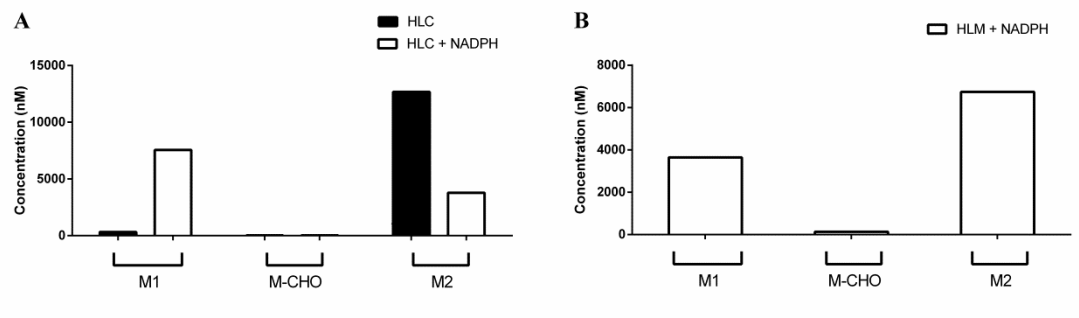 A
HLC
HLC + NADPH
Concentration (nM)
15000
10000
5000
0
M1
M-CHO
M2
B
HLM + NADPH
Concentration (nM)
8000
6000
4000
2000
0
M1
M-CHO
M2